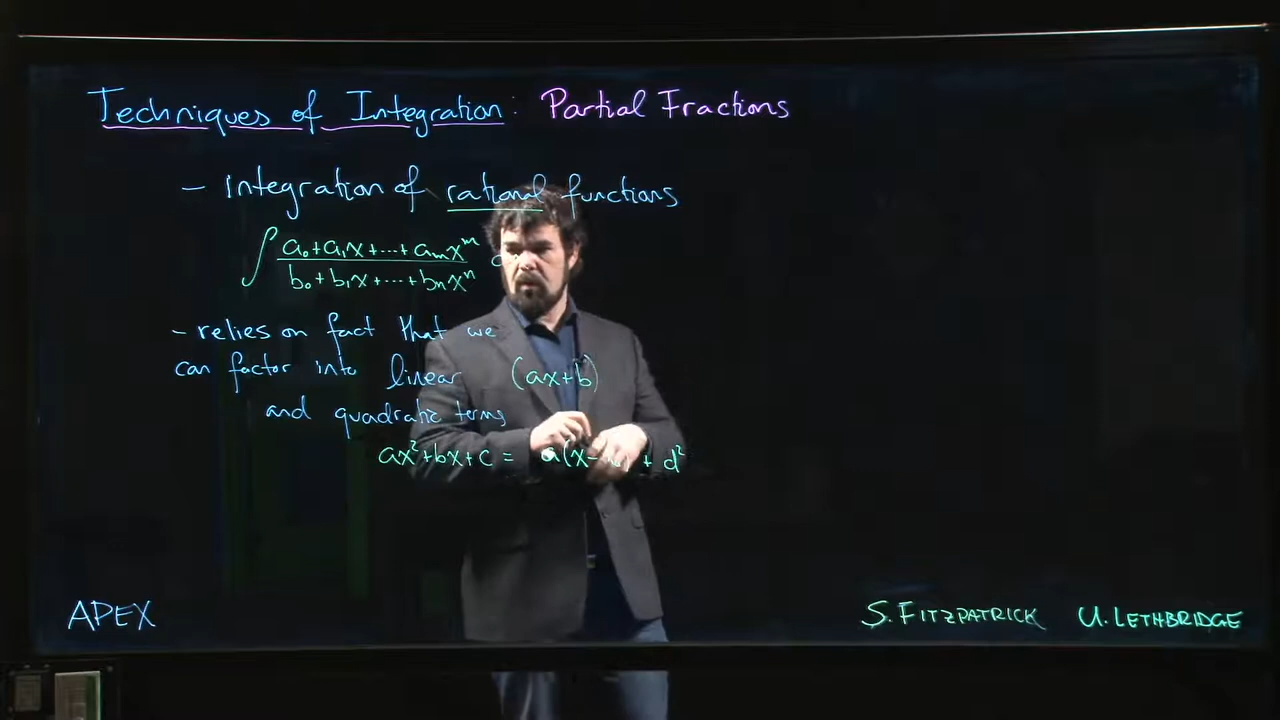 Techniques of Integration: Partial Fractions
- integration of rational functions
∫ (a₀+a₁x+···+aₘxᵐ)/(b₀+b₁x+···+bₙxⁿ)
- relies on fact that we
can factor into linear (ax+b)
and quadratic terms
ax²+bx+c = a(x- ) + d²
APEX
S. FITZPATRICK U. LETHBRIDGE